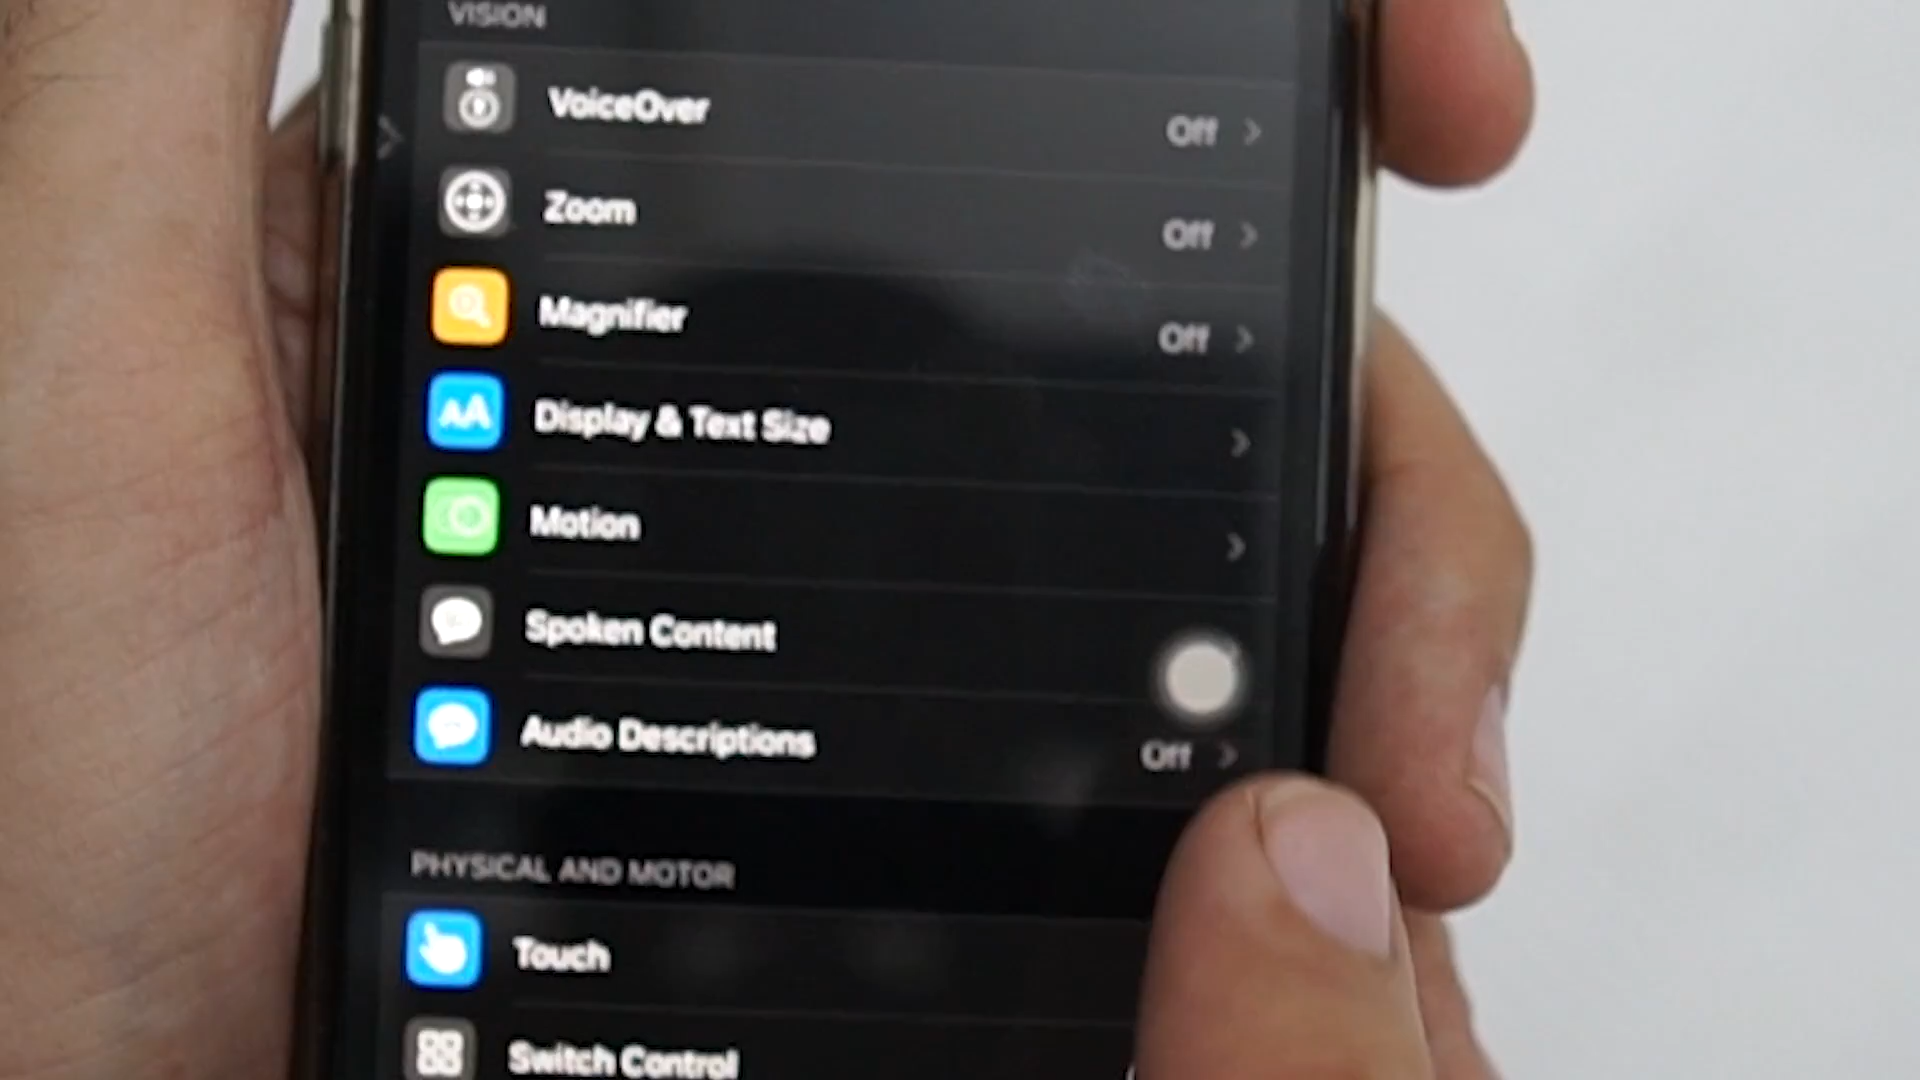 VISION
VoiceOver
Off
Zoom
Off
Magnifier
Off
Display & Text Size
Motion
Spoken Content
Audio Descriptions
Off
PHYSICAL AND MOTOR
Touch
Switch Control